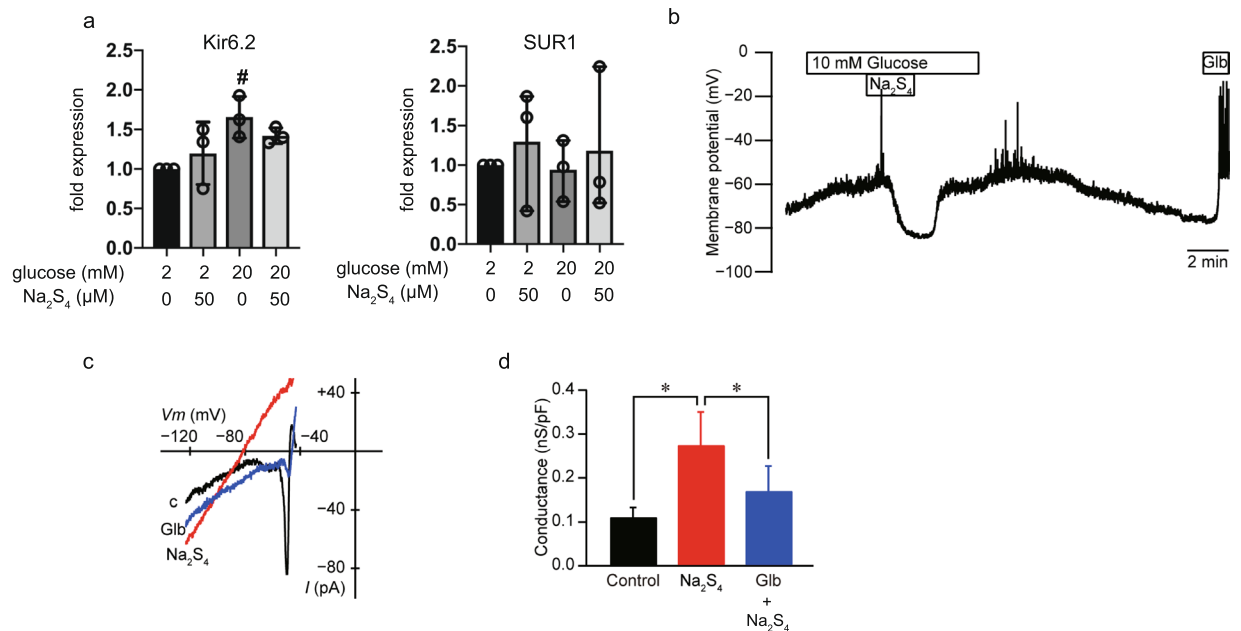 a
Kir6.2
fold expression
2.0
1.5
1.0
0.5
0.0
#
glucose (mM) 2 2 20 20
Na₂S₄ (μM) 0 50 0 50
SUR1
fold expression
2.0
1.5
1.0
0.5
0.0
glucose (mM) 2 2 20 20
Na₂S₄ (μM) 0 50 0 50
b
Membrane potential (mV)
0
−20
−40
−60
−80
−100
10 mM Glucose
Na₂S₄
Glb
2 min
c
Vm (mV)
−120 −80 −40
+40
−40
−80
I (pA)
c
Glb
Na₂S₄
d
Conductance (nS/pF)
0.4
0.3
0.2
0.1
0.0
* *
Control Na₂S₄ Glb
+
Na₂S₄